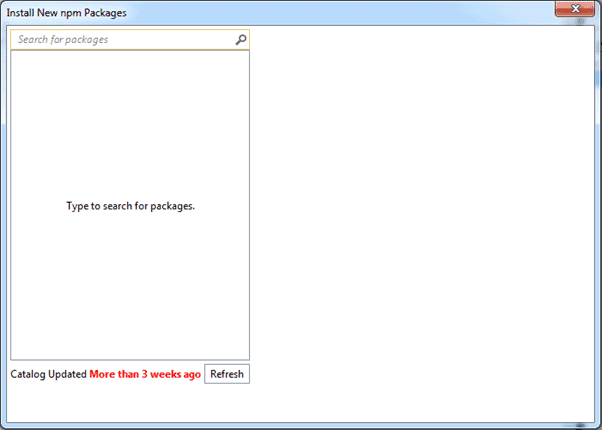 Install New npm Packages
Search for packages
Type to search for packages.
Catalog Updated More than 3 weeks ago Refresh